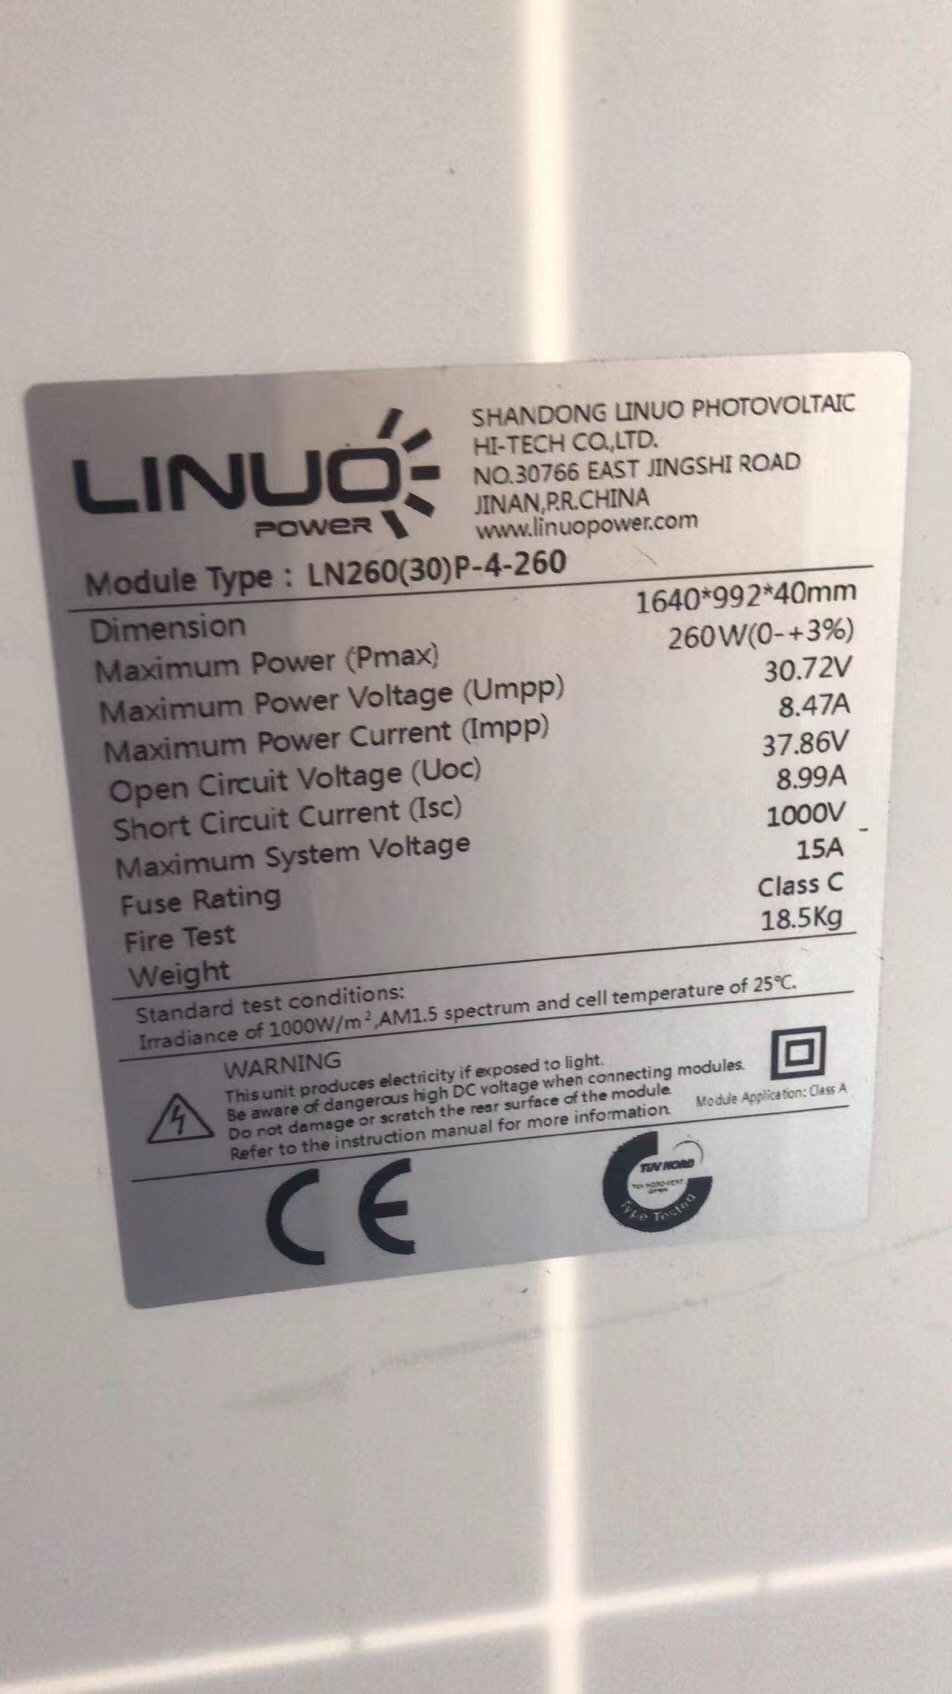 LINUO
POWER
SHANDONG LINUO PHOTOVOLTAIC
HI-TECH CO.,LTD.
NO.30766 EAST JINGSHI ROAD
JINAN,P.R.CHINA
www.linuopower.com
Module Type : LN260(30)P-4-260
Dimension 1640*992*40mm
Maximum Power (Pmax) 260W(0-+3%)
Maximum Power Voltage (Umpp) 30.72V
Maximum Power Current (Impp) 8.47A
Open Circuit Voltage (Uoc) 37.86V
Short Circuit Current (Isc) 8.99A
Maximum System Voltage 1000V
Fuse Rating 15A
Fire Test Class C
Weight 18.5Kg
Standard test conditions:
Irradiance of 1000W/m²,AM1.5 spectrum and cell temperature of 25℃.
WARNING
This unit produces electricity if exposed to light.
Be aware of dangerous high DC voltage when connecting modules.
Do not damage or scratch the rear surface of the module.
Refer to the instruction manual for more information.
Module Application: Class A
CE
TUV NORD
Type Tested